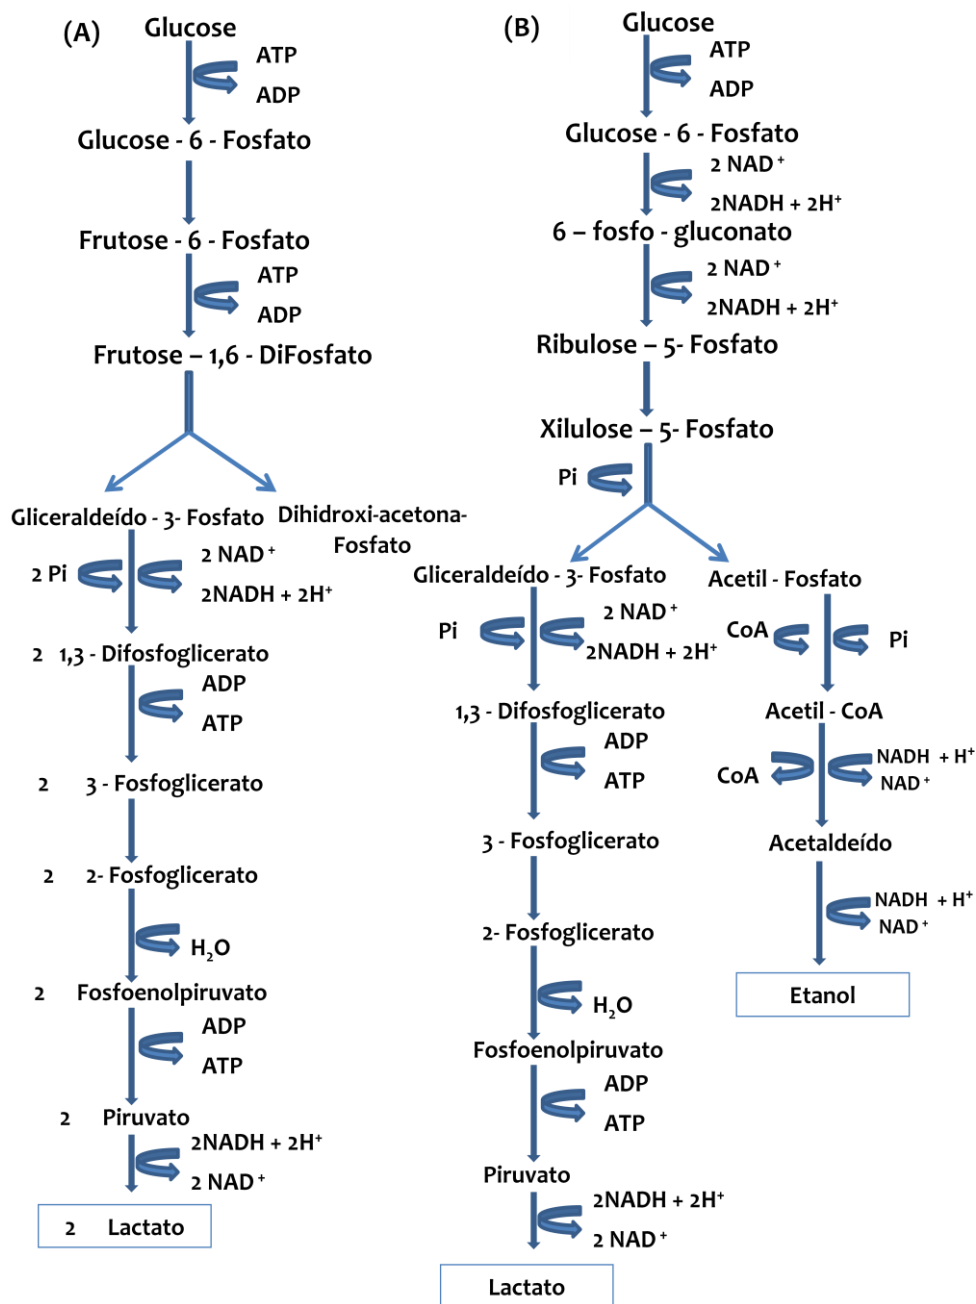 (A)
Glucose
ATP
ADP
Glucose - 6 - Fosfato
Frutose - 6 - Fosfato
ATP
ADP
Frutose – 1,6 - DiFosfato
Gliceraldeído - 3- Fosfato
Dihidroxi-acetona-
Fosfato
2 Pi
2 NAD⁺
2NADH + 2H⁺
2 1,3 - Difosfoglicerato
ADP
ATP
2 3 - Fosfoglicerato
2 2- Fosfoglicerato
H₂O
2 Fosfoenolpiruvato
ADP
ATP
2 Piruvato
2NADH + 2H⁺
2 NAD⁺
2 Lactato
(B)
Glucose
ATP
ADP
Glucose - 6 - Fosfato
2 NAD⁺
2NADH + 2H⁺
6 – fosfo - gluconato
2 NAD⁺
2NADH + 2H⁺
Ribulose – 5- Fosfato
Xilulose – 5- Fosfato
Pi
Gliceraldeído - 3- Fosfato
Pi
2 NAD⁺
2NADH + 2H⁺
1,3 - Difosfoglicerato
ADP
ATP
3 - Fosfoglicerato
2- Fosfoglicerato
H₂O
Fosfoenolpiruvato
ADP
ATP
Piruvato
2NADH + 2H⁺
2 NAD⁺
Lactato
Acetil - Fosfato
CoA
Pi
Acetil - CoA
CoA
NADH + H⁺
NAD⁺
Acetaldeído
NADH + H⁺
NAD⁺
Etanol